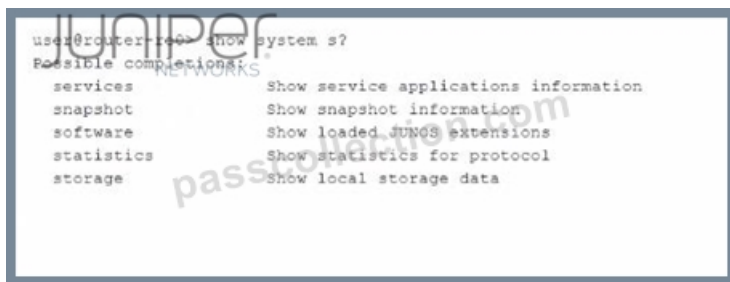 JUNIPER
NETWORKS
user@router-re0> show system s?
Possible completions:
services Show service applications information
snapshot Show snapshot information
software Show loaded JUNOS extensions
statistics Show statistics for protocol
storage Show local storage data
passcollection.com